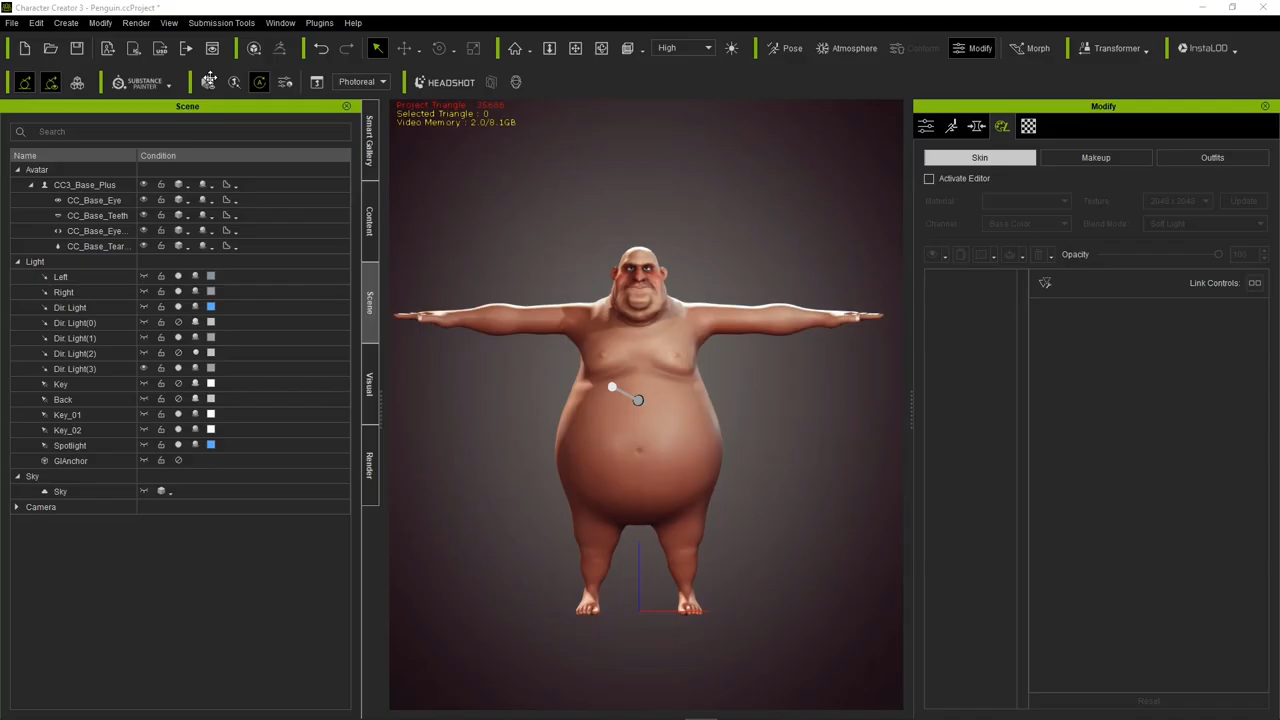 Character Creator 3 - Penguin.ccProject *
File Edit Create Modify Render View Submission Tools Window Plugins Help
High Pose Atmosphere Conform Modify Morph Transformer InstaLOD
SUBSTANCE PAINTER Photoreal HEADSHOT
Scene
Search
Name Condition
Avatar
CC3_Base_Plus
CC_Base_Eye
CC_Base_Teeth
CC_Base_Eye...
CC_Base_Tear...
Light
Left
Right
Dir. Light
Dir. Light(0)
Dir. Light(1)
Dir. Light(2)
Dir. Light(3)
Key
Back
Key_01
Key_02
Spotlight
GIAnchor
Sky
Sky
Camera
Smart Gallery
Content
Scene
Visual
Render
Project Triangle : 35686
Selected Triangle : 0
Video Memory : 2.0/8.1GB
Modify
Skin Makeup Outfits
Activate Editor
Material: Texture: 2048 x 2048 Update
Channel: Base Color Blend Mode: Soft Light
Opacity 100
Link Controls:
Reset